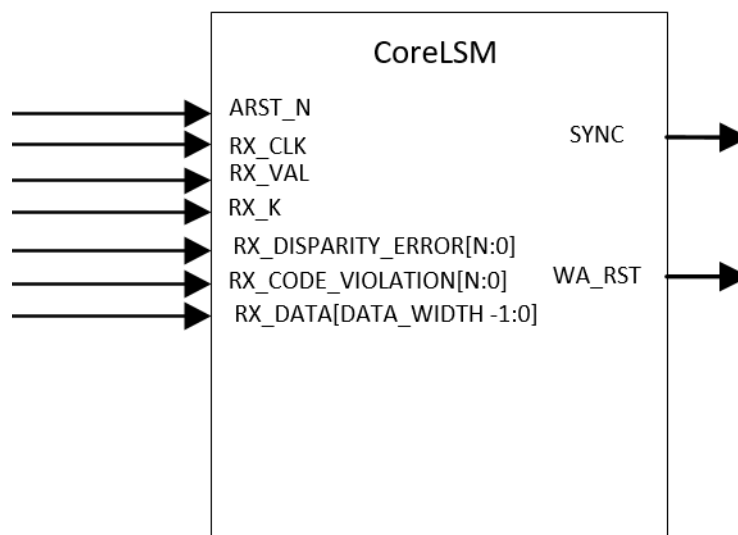 CoreLSM
ARST_N
RX_CLK
RX_VAL
RX_K
RX_DISPARITY_ERROR[N:0]
RX_CODE_VIOLATION[N:0]
RX_DATA[DATA_WIDTH -1:0]
SYNC
WA_RST